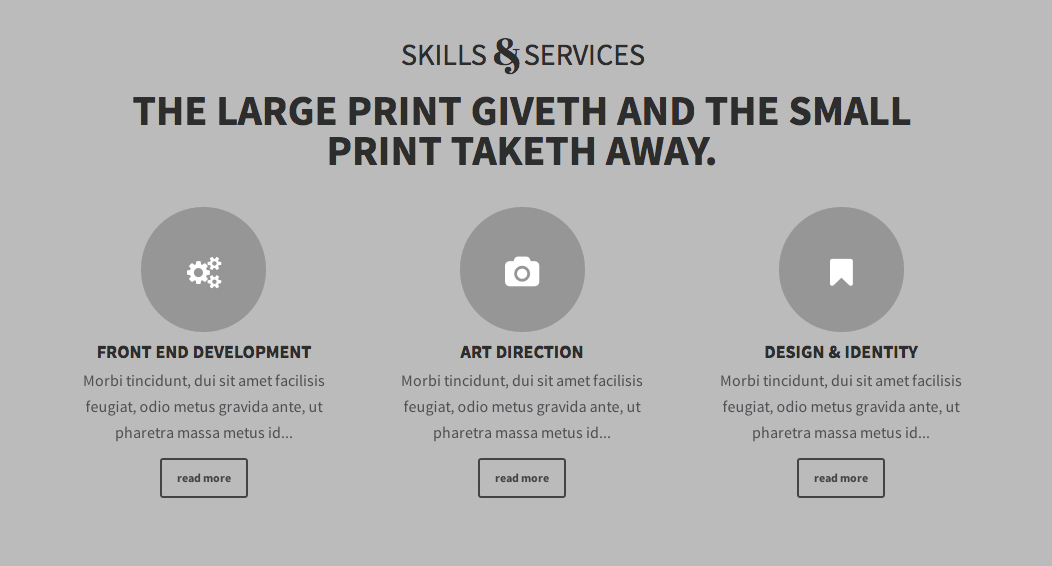 SKILLS & SERVICES
THE LARGE PRINT GIVETH AND THE SMALL
PRINT TAKETH AWAY.
FRONT END DEVELOPMENT
Morbi tincidunt, dui sit amet facilisis
feugiat, odio metus gravida ante, ut
pharetra massa metus id...
read more
ART DIRECTION
Morbi tincidunt, dui sit amet facilisis
feugiat, odio metus gravida ante, ut
pharetra massa metus id...
read more
DESIGN & IDENTITY
Morbi tincidunt, dui sit amet facilisis
feugiat, odio metus gravida ante, ut
pharetra massa metus id...
read more